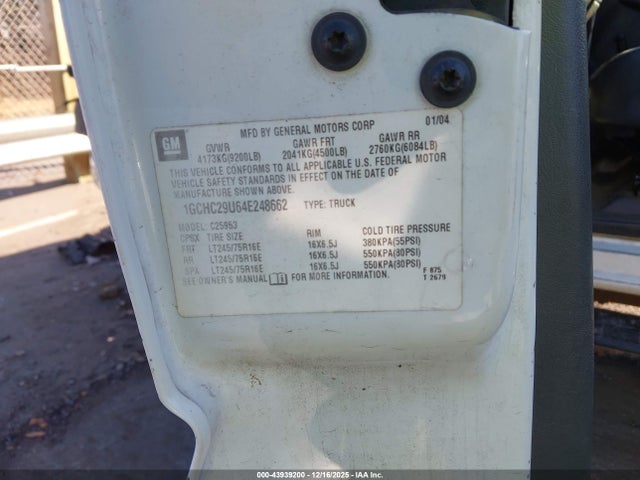 GM
MFD BY GENERAL MOTORS CORP 01/04
GVWR GAWR FRT GAWR RR
4173KG(9200LB) 2041KG(4500LB) 2760KG(6084LB)
THIS VEHICLE CONFORMS TO ALL APPLICABLE U.S. FEDERAL MOTOR
VEHICLE SAFETY STANDARDS IN EFFECT ON THE DATE OF
MANUFACTURE SHOWN ABOVE.
1GCHC29U64E248662 TYPE: TRUCK
MODEL: C25953
CPSX TIRE SIZE RIM COLD TIRE PRESSURE
FRT LT245/75R16E 16X6.5J 380KPA(55PSI)
RR LT245/75R16E 16X6.5J 550KPA(80PSI)
SPA LT245/75R16E 16X6.5J 550KPA(80PSI)
SEE OWNER'S MANUAL FOR MORE INFORMATION.
F 875
T 2679
000-43939200 - 12/16/2025 - IAAI.COM